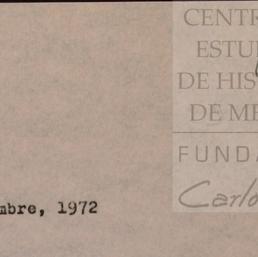 CENTR
ESTU
DE HIS
DE ME
FUNDA
Carlo
mbre, 1972